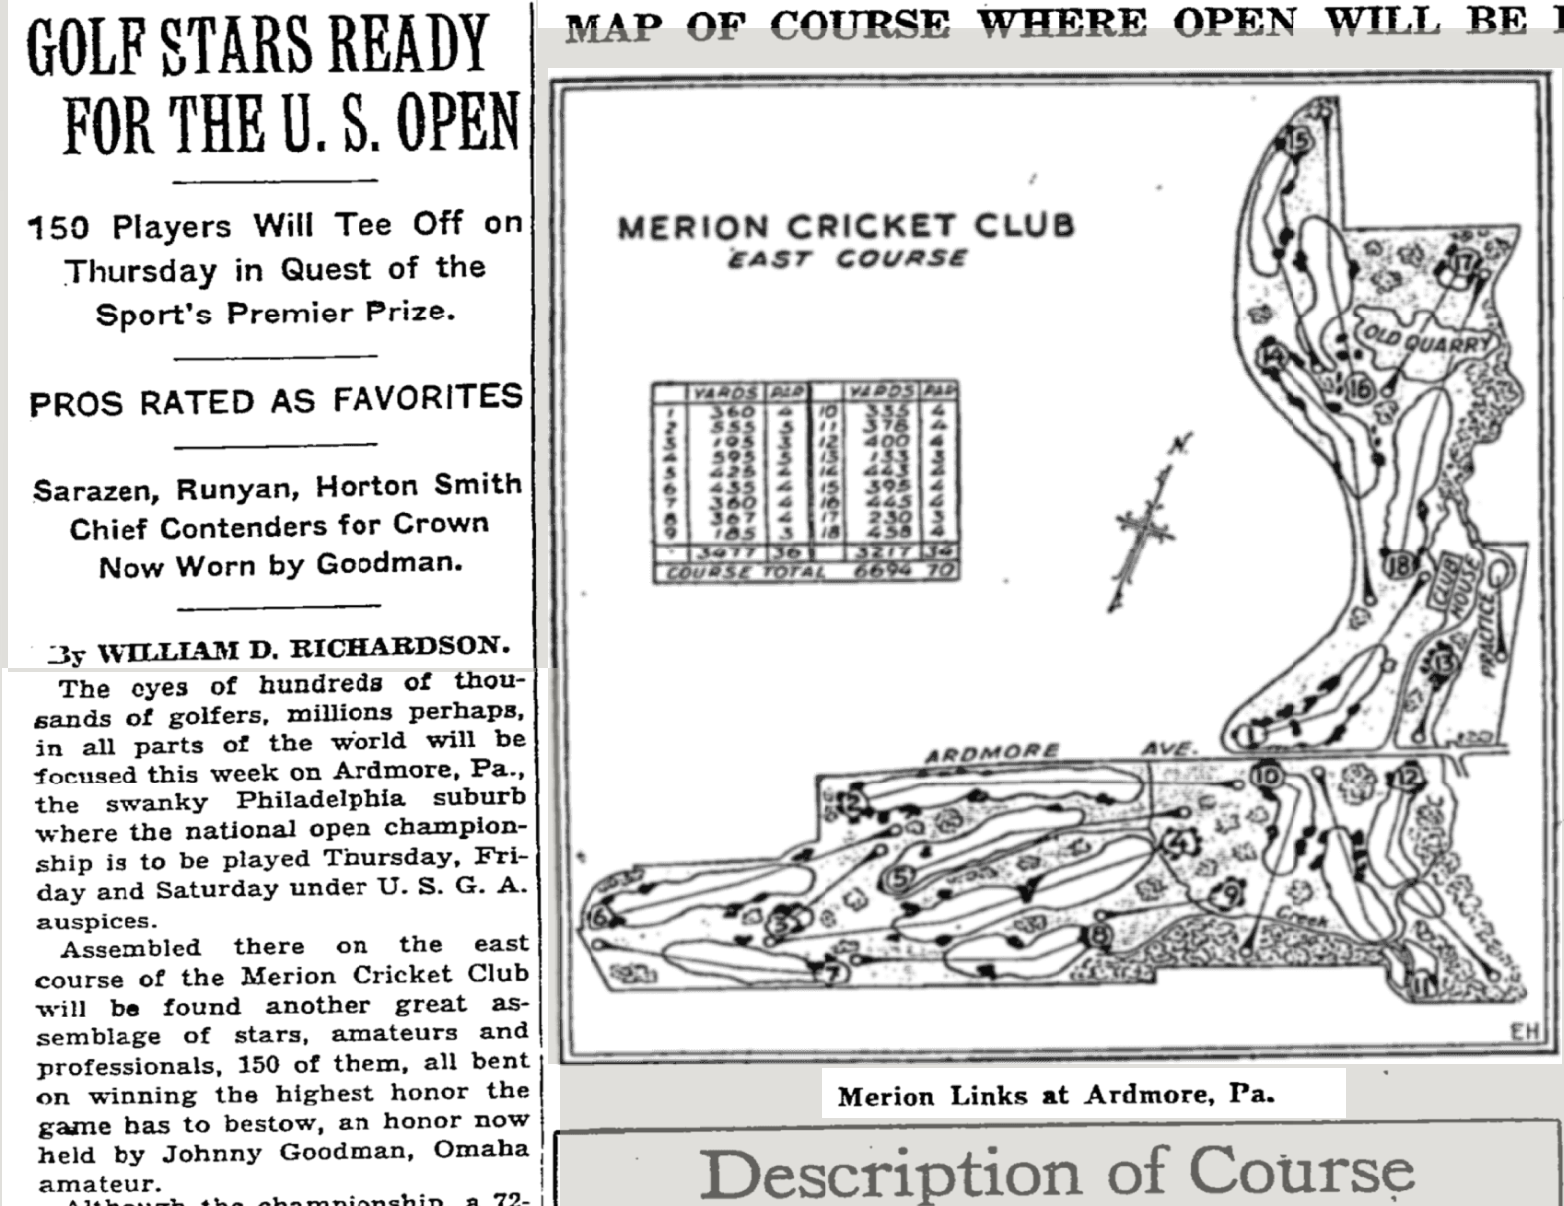 GOLF STARS READY
FOR THE U. S. OPEN
150 Players Will Tee Off on
Thursday in Quest of the
Sport's Premier Prize.
PROS RATED AS FAVORITES
Sarazen, Runyan, Horton Smith
Chief Contenders for Crown
Now Worn by Goodman.
By WILLIAM D. RICHARDSON.
The eyes of hundreds of thou-
sands of golfers, millions perhaps,
in all parts of the world will be
focused this week on Ardmore, Pa.,
the swanky Philadelphia suburb
where the national open champion-
ship is to be played Thursday, Fri-
day and Saturday under U. S. G. A.
auspices.
Assembled there on the east
course of the Merion Cricket Club
will be found another great as-
semblage of stars, amateurs and
professionals, 150 of them, all bent
on winning the highest honor the
game has to bestow, an honor now
held by Johnny Goodman, Omaha
amateur.
Although the championship, a 72-
MAP OF COURSE WHERE OPEN WILL BE
MERION CRICKET CLUB
EAST COURSE
YARDS PAR YARDS PAR
1 360 4 10 335 4
2 555 5 11 378 4
3 195 3 12 400 4
4 595 5 13 133 3
5 425 4 14 443 4
6 435 4 15 395 4
7 360 4 16 445 4
8 367 4 17 230 3
9 185 3 18 458 4
3477 36 3217 34
COURSE TOTAL 6694 70
N.
15
17
OLD QUARRY
14
16
18
CLUB HOUSE
PRACTICE
13
1
ARDMORE AVE.
2
10
12
4
5
9
6
3
Creek
8
7
11
EH
Merion Links at Ardmore, Pa.
Description of Course